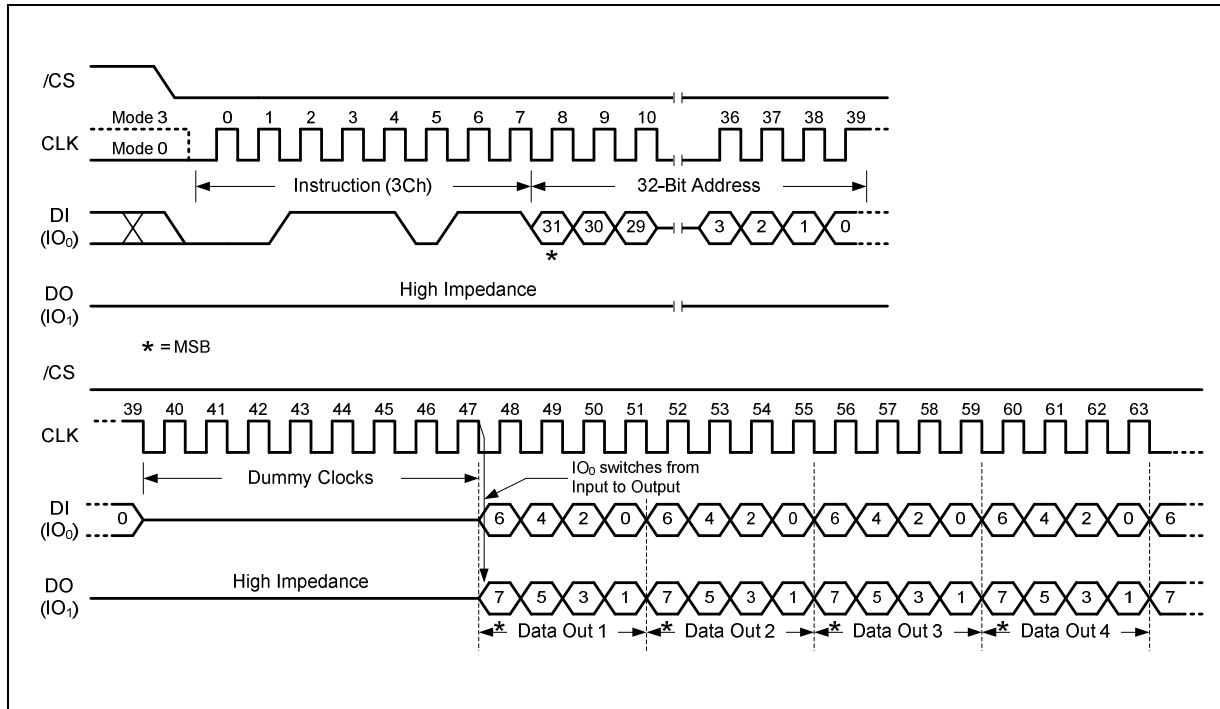 /CS
Mode 3 0 1 2 3 4 5 6 7 8 9 10 36 37 38 39
CLK
Mode 0
Instruction (3Ch) 32-Bit Address
DI
(IO₀)
31 30 29 3 2 1 0
*
High Impedance
DO
(IO₁)
* = MSB
/CS
39 40 41 42 43 44 45 46 47 48 49 50 51 52 53 54 55 56 57 58 59 60 61 62 63
CLK
Dummy Clocks
IO₀ switches from
Input to Output
DI
(IO₀)
0 6 4 2 0 6 4 2 0 6 4 2 0 6 4 2 0 6
High Impedance
DO
(IO₁)
7 5 3 1 7 5 3 1 7 5 3 1 7 5 3 1 7
* Data Out 1 * Data Out 2 * Data Out 3 * Data Out 4